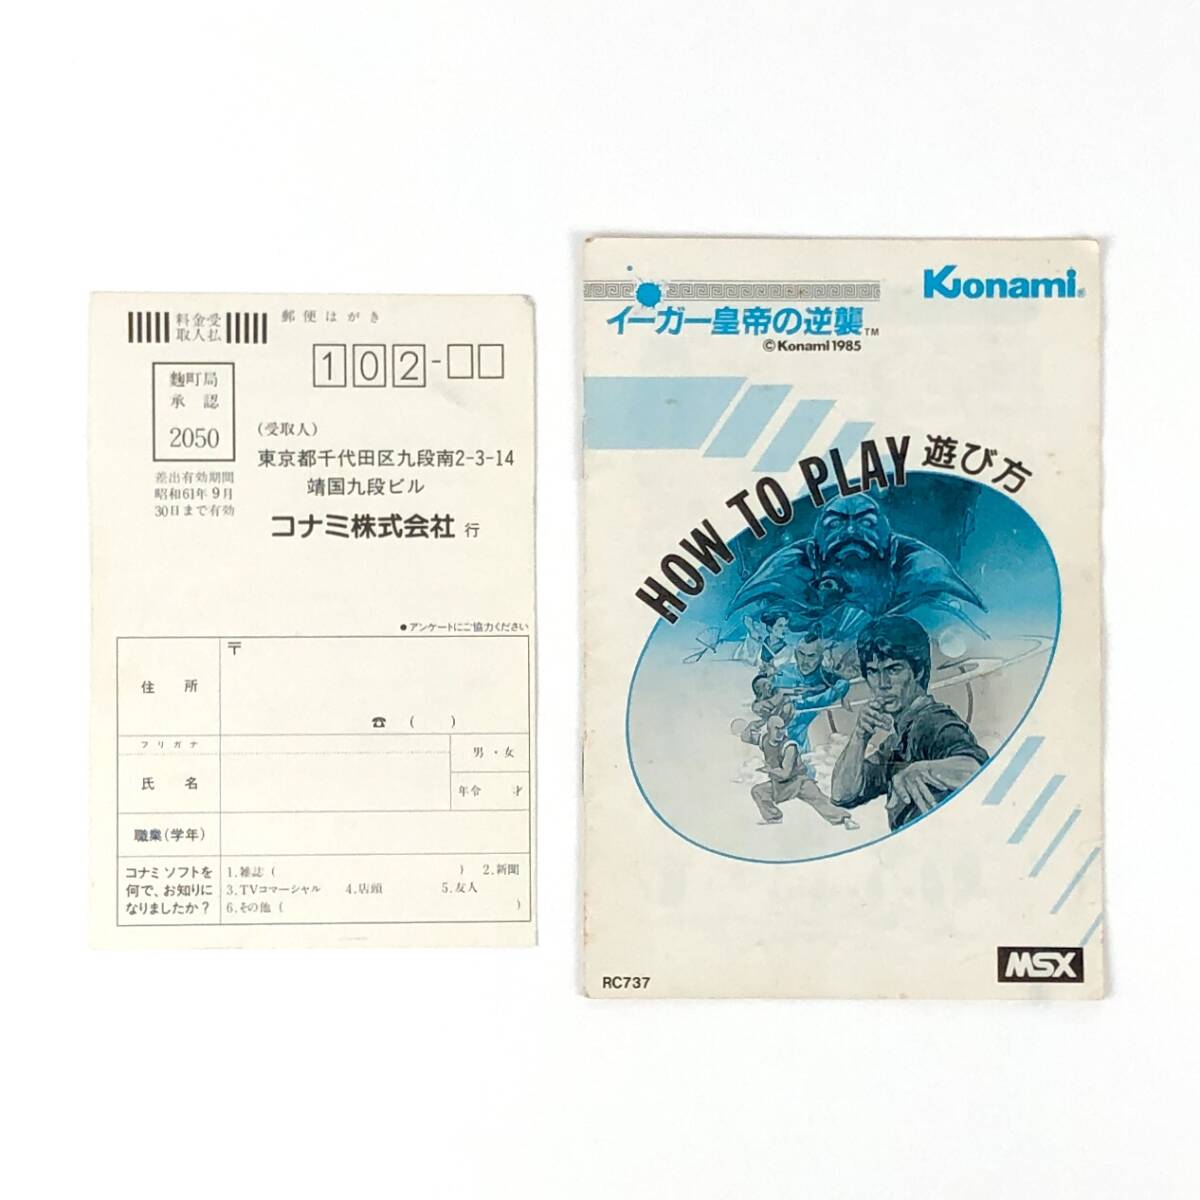 料金受
取人払
郵便はがき
102-
麹町局
承認
2050
差出有効期間
昭和61年9月
30日まで有効
(受取人)
東京都千代田区九段南2-3-14
靖国九段ビル
コナミ株式会社 行
●アンケートにご協力ください
住所
〒
☎ ( )
フリガナ
氏名
男・女
年令 才
職業(学年)
コナミソフトを
何で、お知りに
なりましたか?
1.雑誌( ) 2.新聞
3.TVコマーシャル 4.店頭 5.友人
6.その他( )
Konami®
イーガー皇帝の逆襲™
©Konami 1985
HOW TO PLAY 遊び方
RC737
MSX